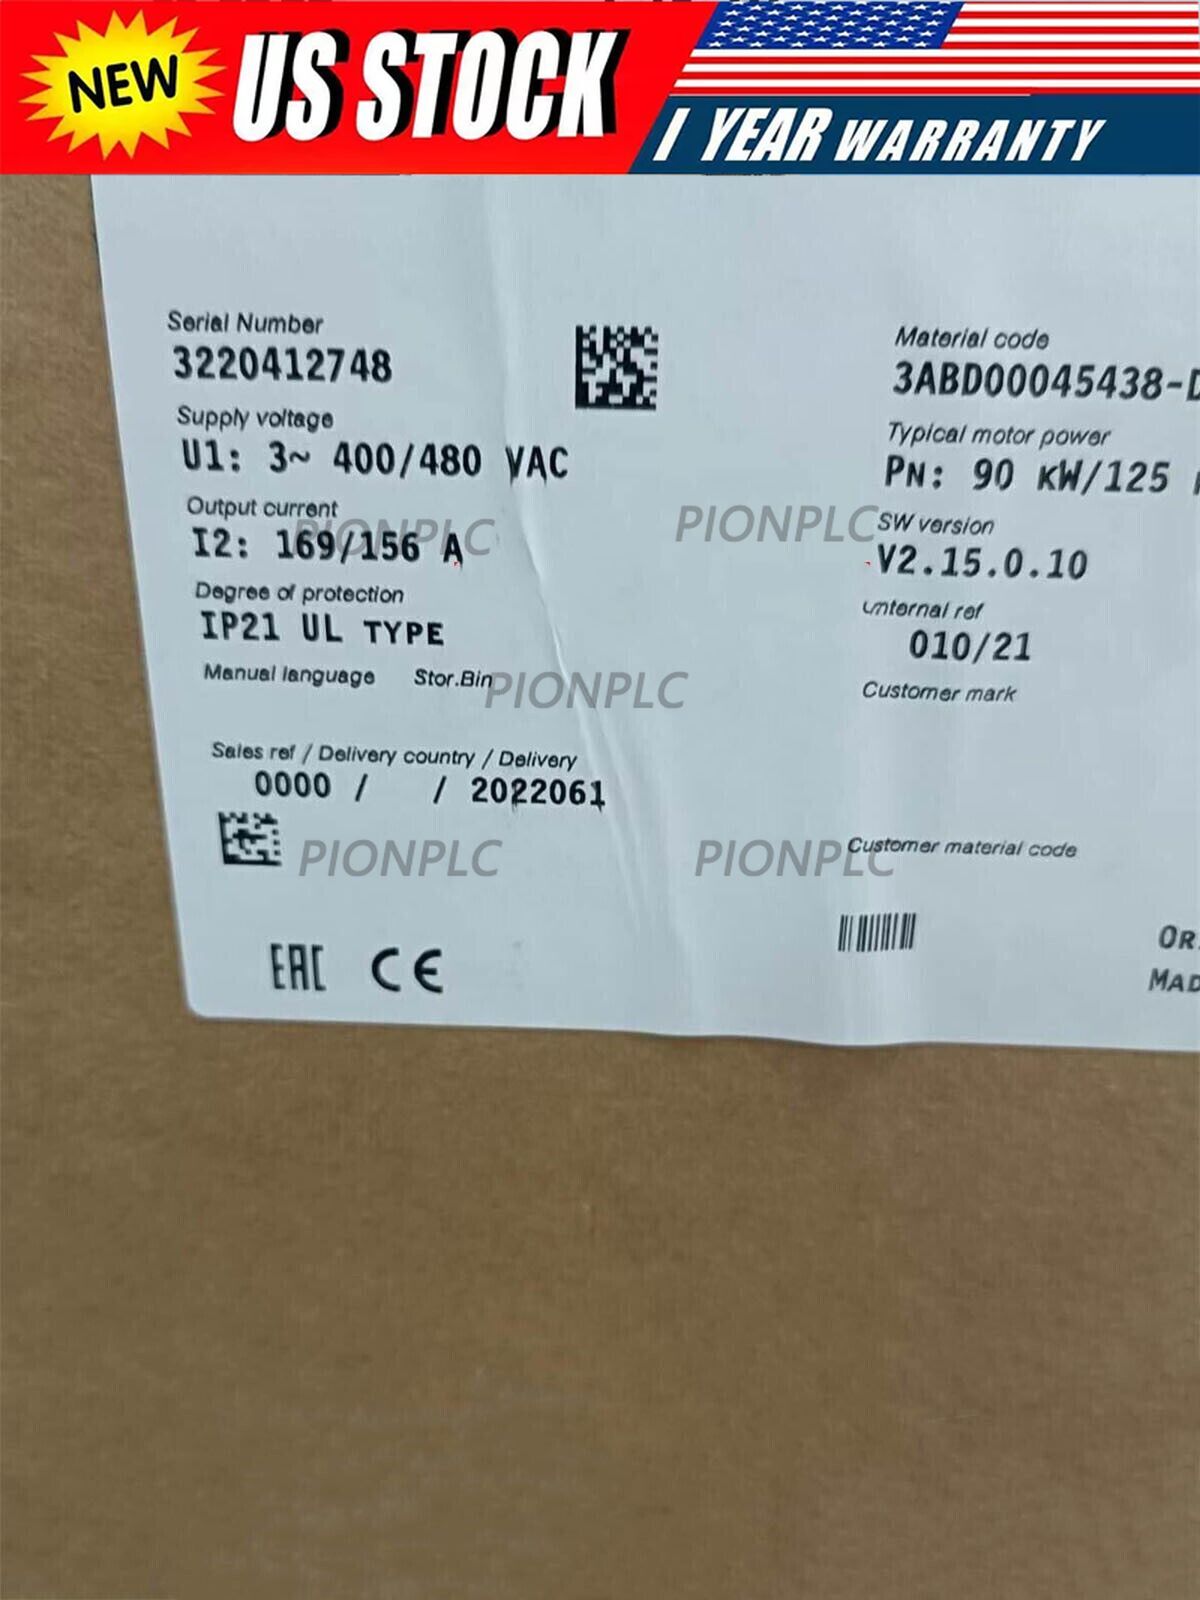 NEW
US STOCK
1 YEAR WARRANTY
Serial Number
3220412748
Material code
3ABD00045438-D
Supply voltage
U1: 3~ 400/480 VAC
Typical motor power
PN: 90 kW/125
Output current
I2: 169/156 A
PIONPLC
PIONPLC
SW version
V2.15.0.10
Degree of protection
IP21 UL TYPE
Internal ref
010/21
Manual language Stor.Bin
PIONPLC
Customer mark
Sales ref / Delivery country / Delivery
0000 / / 2022061
PIONPLC
PIONPLC
Customer material code
EAC CE
OR
MAD